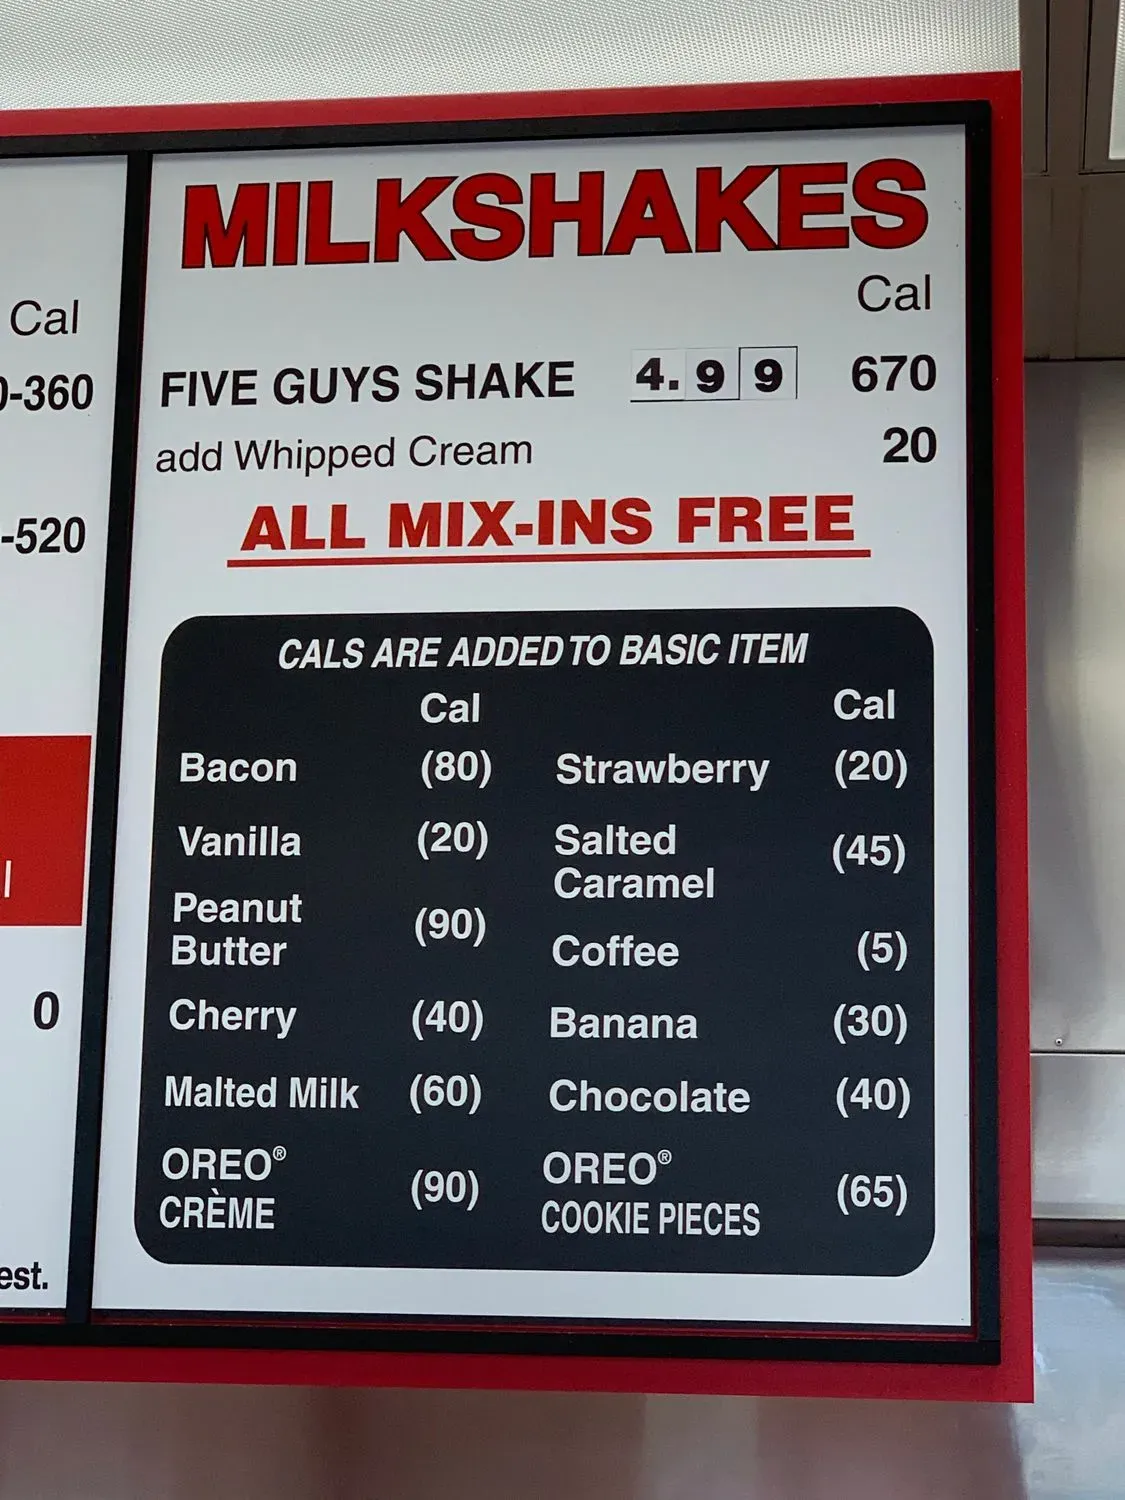 Cal
0-360
-520
0
est.
MILKSHAKES
Cal
FIVE GUYS SHAKE 4.99 670
add Whipped Cream 20
ALL MIX-INS FREE
CALS ARE ADDED TO BASIC ITEM
Cal Cal
Bacon (80) Strawberry (20)
Vanilla (20) Salted
Caramel (45)
Peanut
Butter (90) Coffee (5)
Cherry (40) Banana (30)
Malted Milk (60) Chocolate (40)
OREO® OREO®
CRÈME (90) COOKIE PIECES (65)